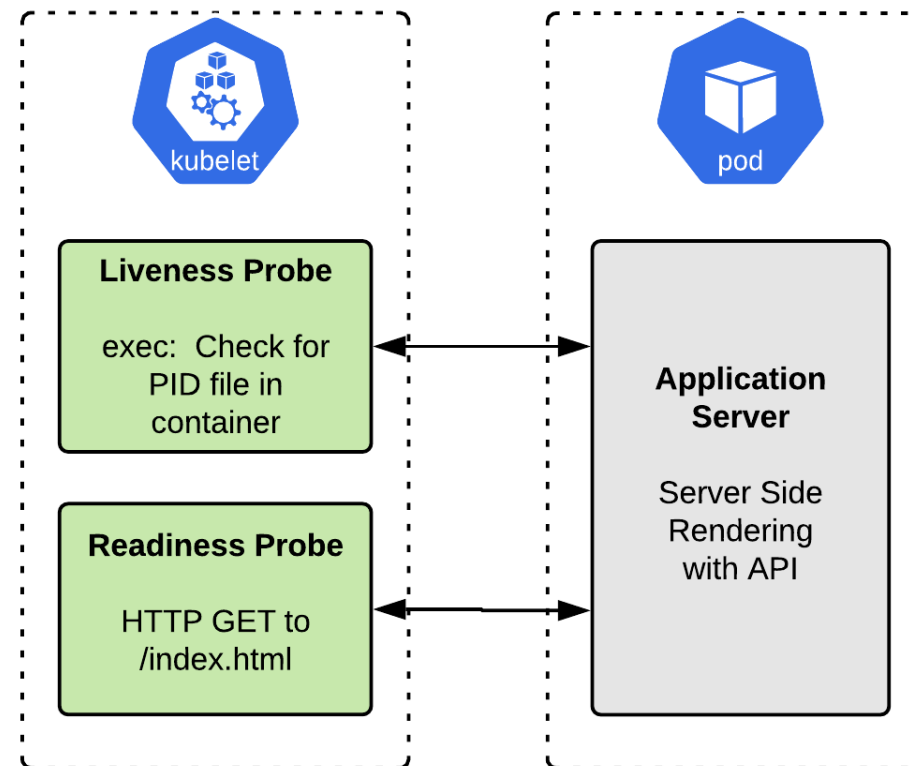 kubelet
pod
Liveness Probe
exec:  Check for
PID file in
container
Readiness Probe
HTTP GET to
/index.html
Application
Server
Server Side
Rendering
with API